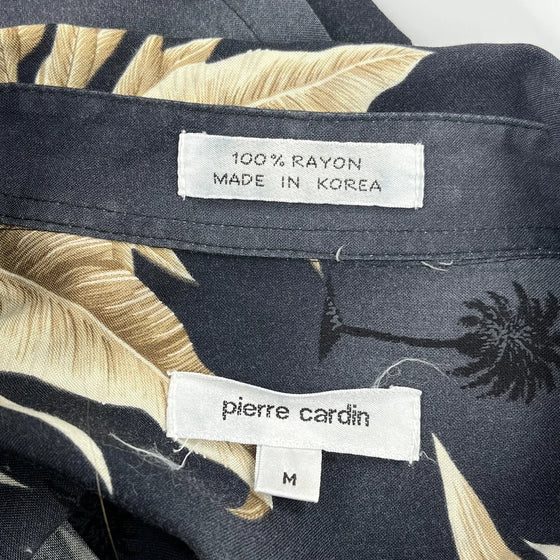 100% RAYON
MADE IN KOREA
pierre cardin
M